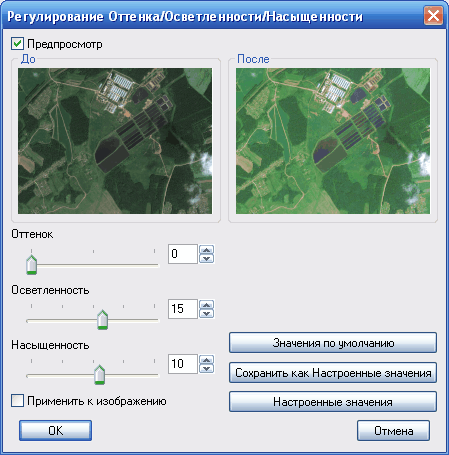 Регулирование Оттенка/Осветленности/Насыщенности
Предпросмотр
До
После
Оттенок
0
Осветленность
15
Насыщенность
10
Значения по умолчанию
Сохранить как Настроенные значения
Применить к изображению
Настроенные значения
OK
Отмена